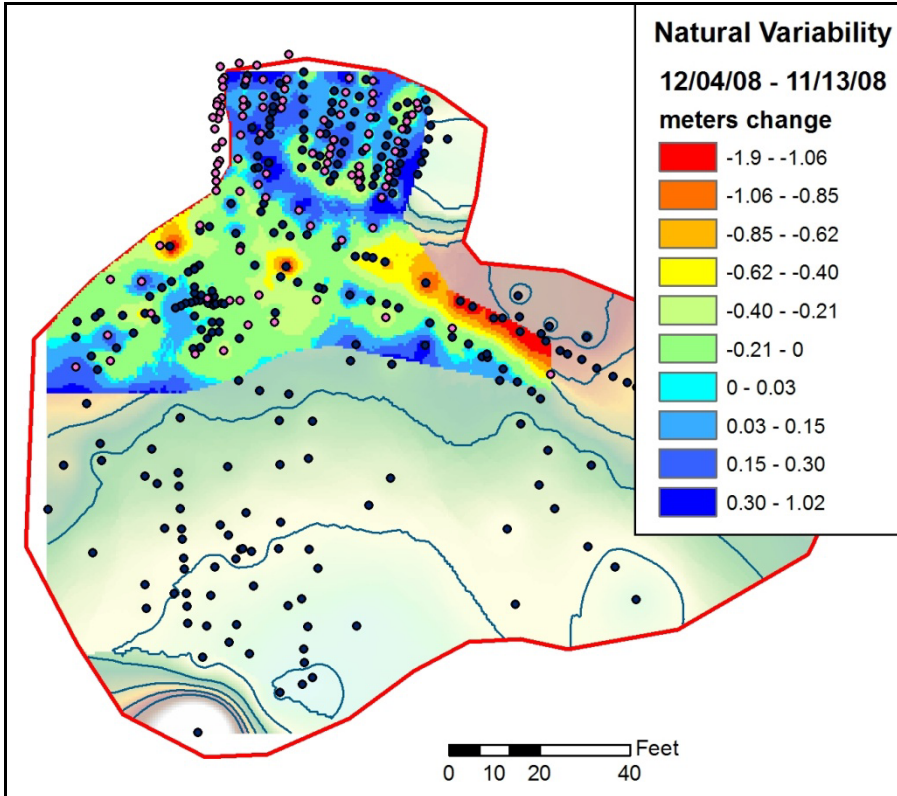 Natural Variability
12/04/08 - 11/13/08
meters change
-1.9 - -1.06
-1.06 - -0.85
-0.85 - -0.62
-0.62 - -0.40
-0.40 - -0.21
-0.21 - 0
0 - 0.03
0.03 - 0.15
0.15 - 0.30
0.30 - 1.02
Feet
0 10 20 40